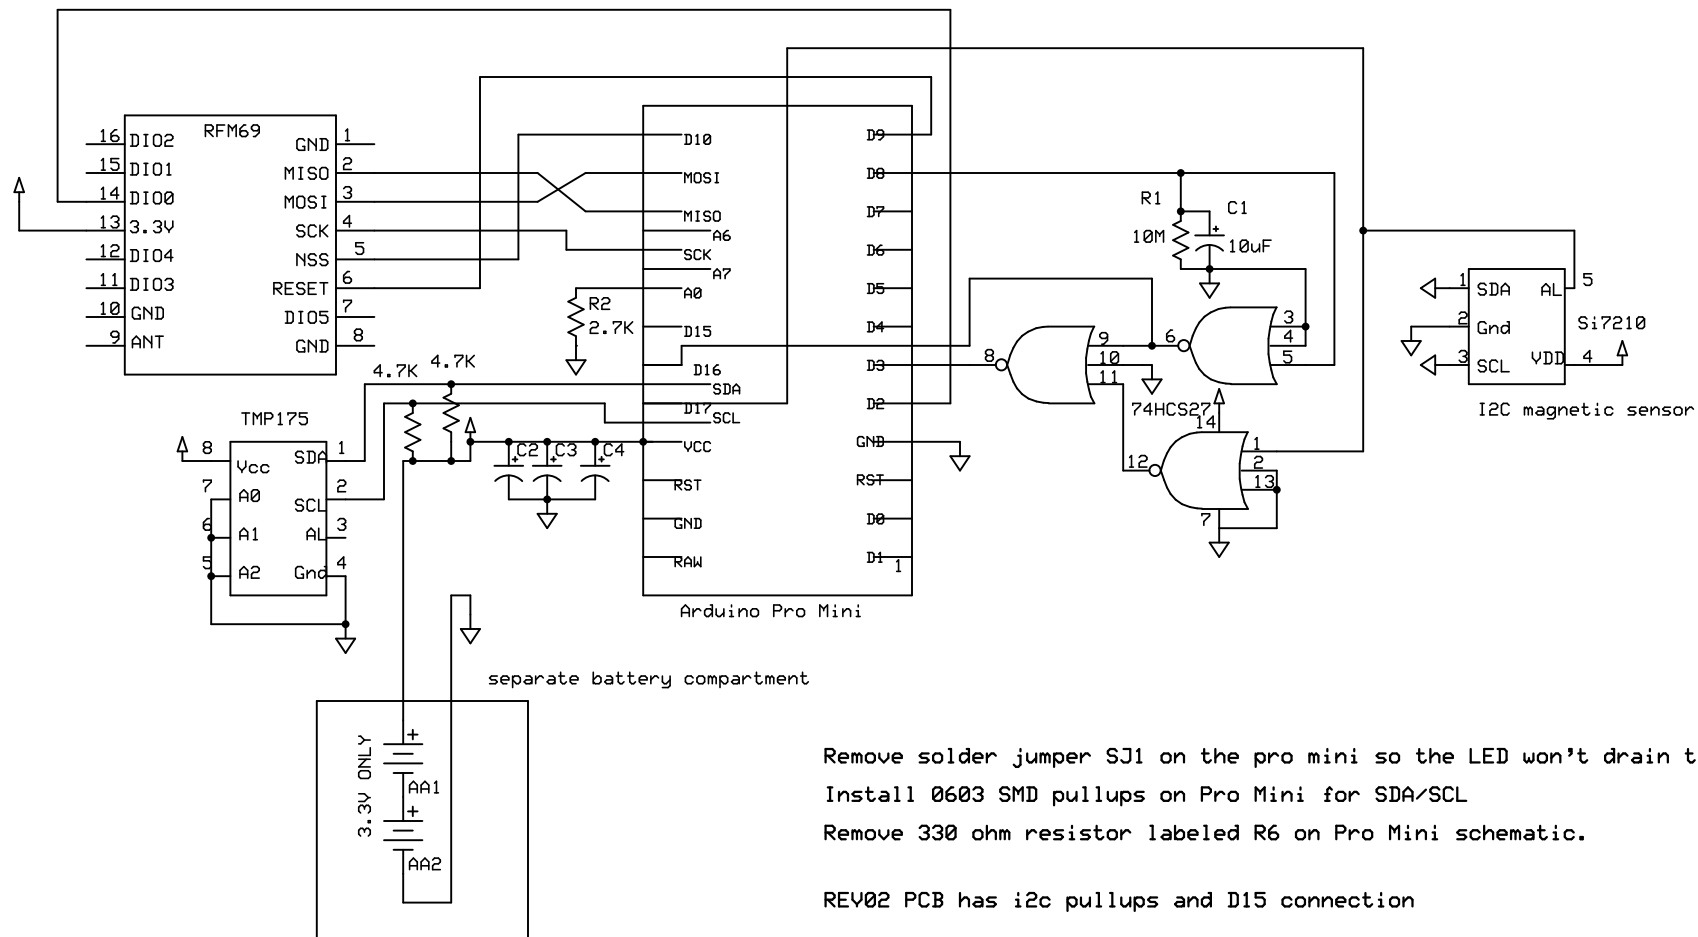 RFM69
16 DIO2
15 DIO1
14 DIO0
13 3.3V
12 DIO4
11 DIO3
10 GND
9 ANT
GND 1
MISO 2
MOSI 3
SCK 4
NSS 5
RESET 6
DIO5 7
GND 8
D10
MOSI
MISO
A6
SCK
A7
A0
D15
D16
SDA
D17
SCL
VCC
RST
GND
RAW
D9
D8
D7
D6
D5
D4
D3
D2
GND
RST
D0
D1
1
Arduino Pro Mini
R2
2.7K
4.7K
4.7K
TMP175
8 Vcc
7 A0
6 A1
5 A2
SDA 1
SCL 2
AL 3
Gnd 4
+ C2
+ C3
+ C4
R1
10M
C1
+
10uF
3
4
5
6
9
10
11
8
74HCS27
14
1
2
13
12
7
1 SDA
2 Gnd
3 SCL
AL 5
VDD 4
Si7210
I2C magnetic sensor
separate battery compartment
3.3V ONLY
+
AA1
+
AA2
Remove solder jumper SJ1 on the pro mini so the LED won't drain t
Install 0603 SMD pullups on Pro Mini for SDA/SCL
Remove 330 ohm resistor labeled R6 on Pro Mini schematic.
REV02 PCB has i2c pullups and D15 connection